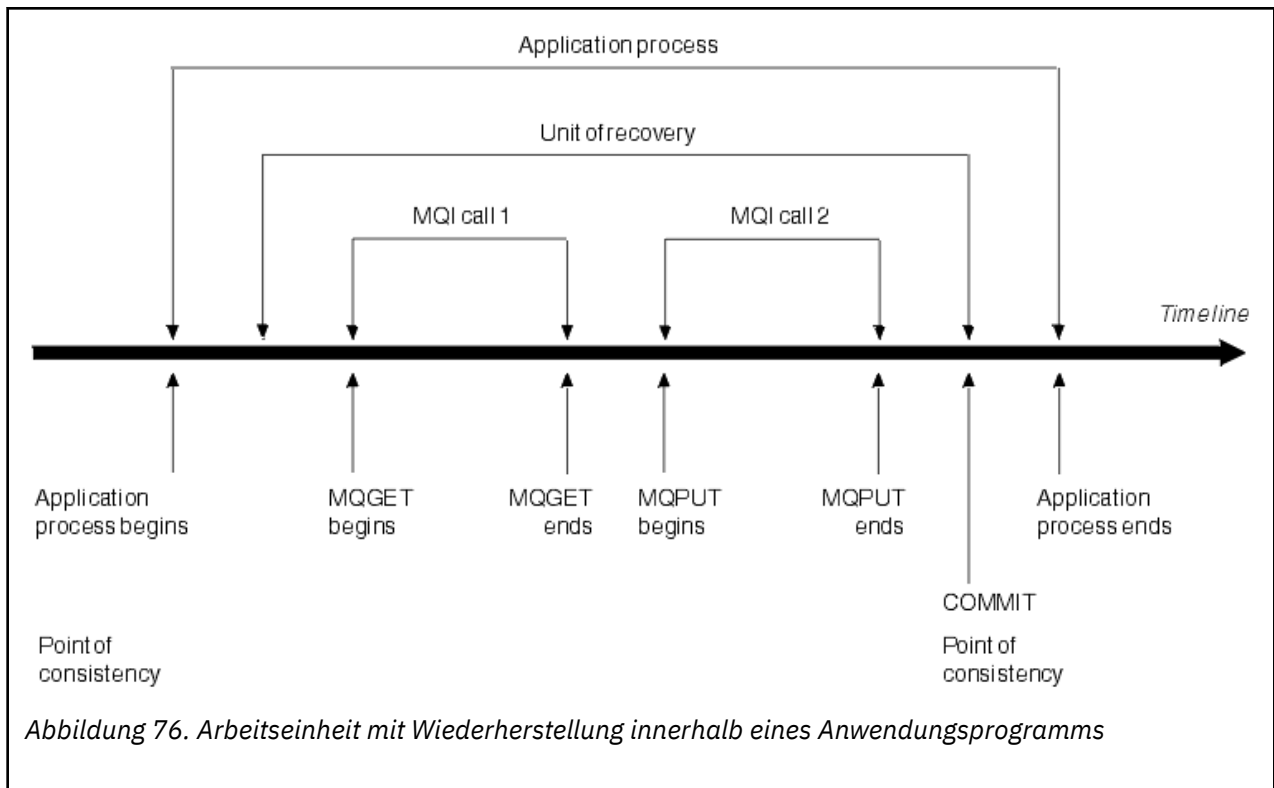 Application process
Unit of recovery
MQI call 1
MQI call 2
Timeline
Application
process begins
MQGET
begins
MQGET
ends
MQPUT
begins
MQPUT
ends
Application
process ends
COMMIT
Point of
consistency
Point of
consistency
Abbildung 76. Arbeitseinheit mit Wiederherstellung innerhalb eines Anwendungsprogramms